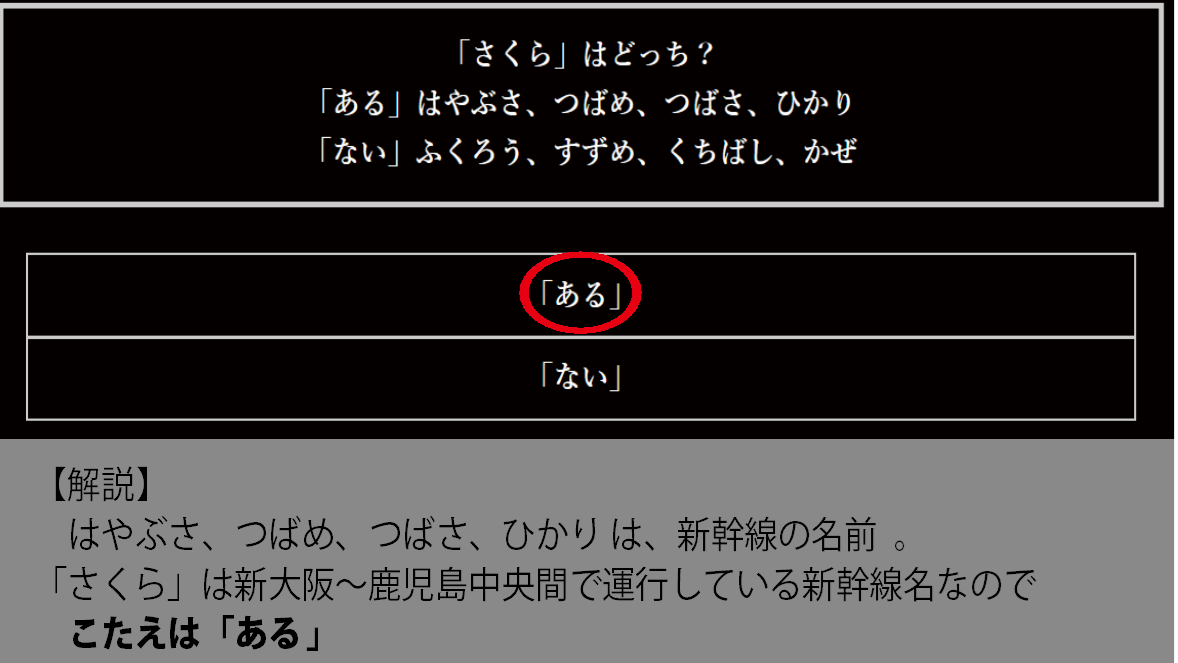 「さくら」はどっち？
「ある」はやぶさ、つばめ、つばさ、ひかり
「ない」ふくろう、すずめ、くちばし、かぜ
「ある」
「ない」
【解説】
はやぶさ、つばめ、つばさ、ひかり は、新幹線の名前 。
「さくら」は新大阪～鹿児島中央間で運行している新幹線名なので
こたえは「ある」